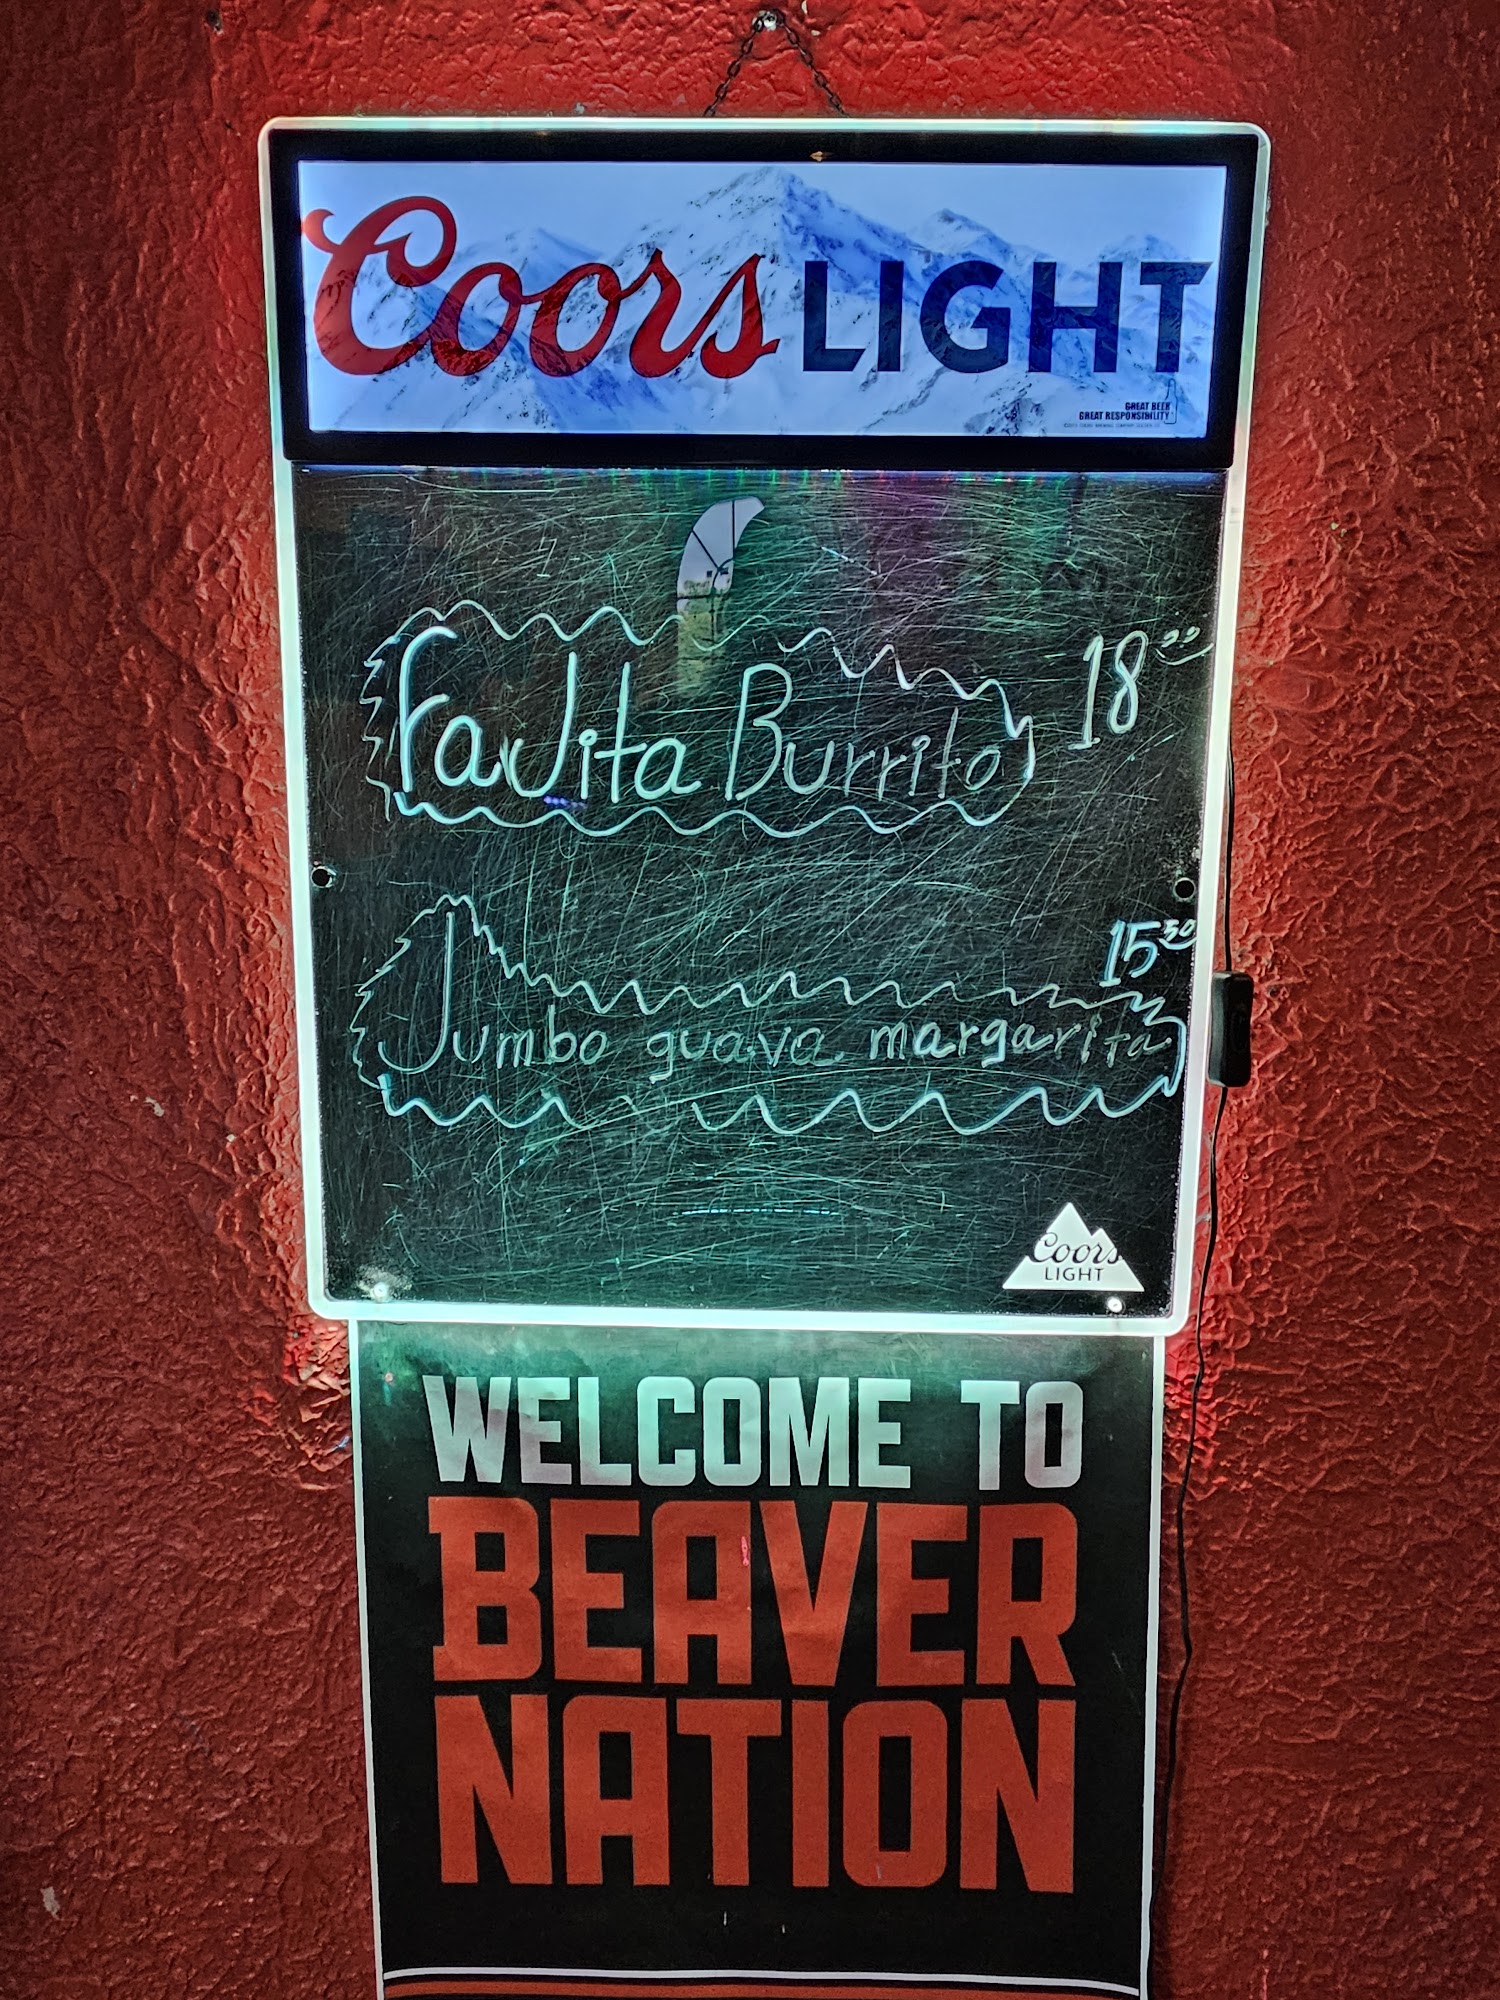 Coors LIGHT
GREAT BEER
GREAT RESPONSIBILITY
FaJita Burrito 18.00
15.50
Jumbo guava margarita
Coors
LIGHT
WELCOME TO
BEAVER
NATION